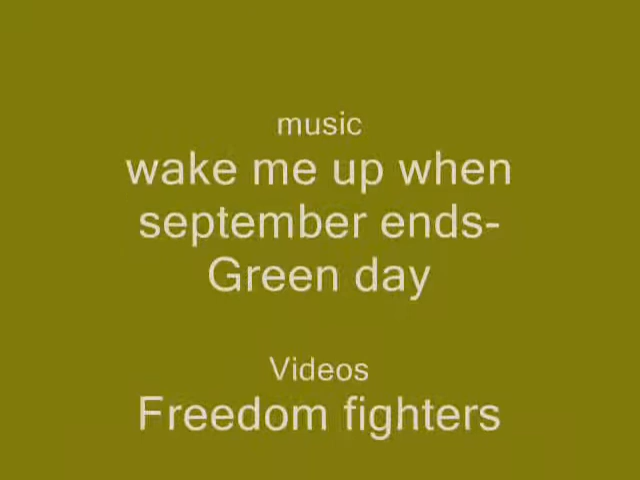 music
wake me up when
september ends-
Green day
Videos
Freedom fighters